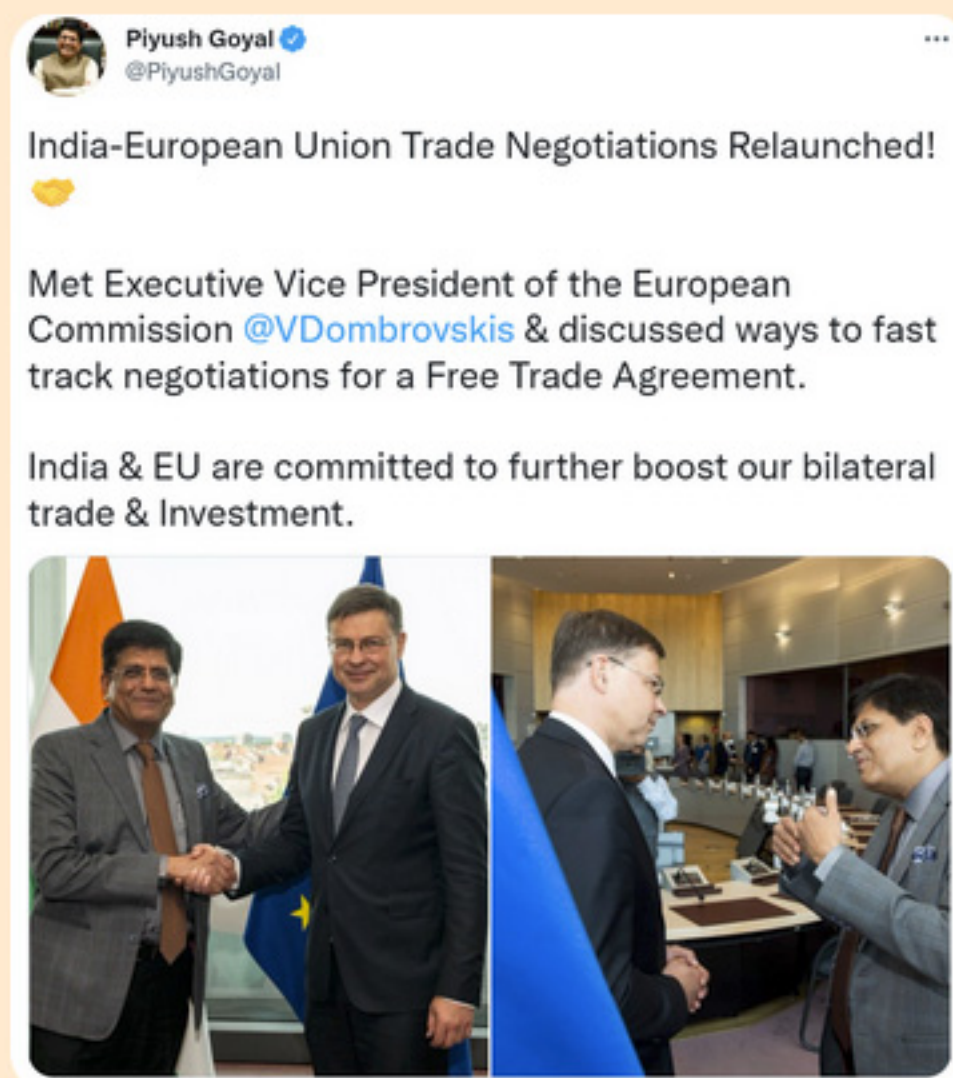 Piyush Goyal
@PiyushGoyal
India-European Union Trade Negotiations Relaunched!
🤝
Met Executive Vice President of the European
Commission @VDombrovskis & discussed ways to fast
track negotiations for a Free Trade Agreement.
India & EU are committed to further boost our bilateral
trade & Investment.